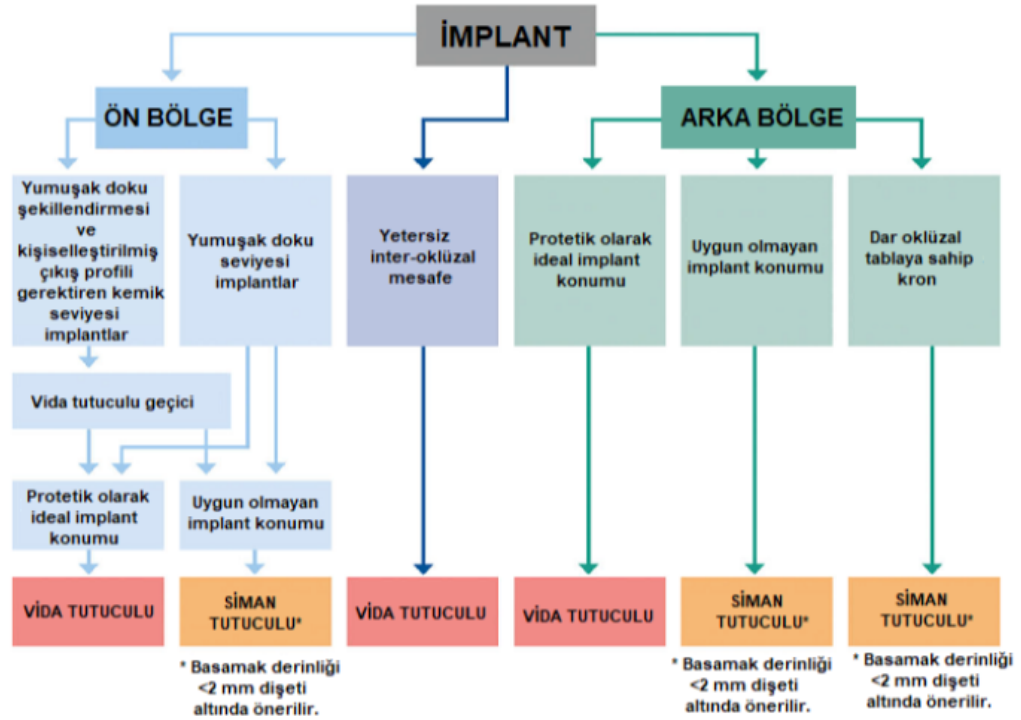 İMPLANT
ÖN BÖLGE
ARKA BÖLGE
Yumuşak doku
şekillendirmesi
ve
kişiselleştirilmiş
çıkış profili
gerektiren kemik
seviyesi
implantlar
Yumuşak doku
seviyesi
implantlar
Yetersiz
inter-oklüzal
mesafe
Protetik olarak
ideal implant
konumu
Uygun olmayan
implant konumu
Dar oklüzal
tablaya sahip
kron
Vida tutuculu geçici
Protetik olarak
ideal implant
konumu
Uygun olmayan
implant konumu
VİDA TUTUCULU
SİMAN
TUTUCULU*
VİDA TUTUCULU
VİDA TUTUCULU
SİMAN
TUTUCULU*
SİMAN
TUTUCULU*
* Basamak derinliği
<2 mm dişeti
altında önerilir.
* Basamak derinliği
<2 mm dişeti
altında önerilir.
* Basamak derinliği
<2 mm dişeti
altında önerilir.